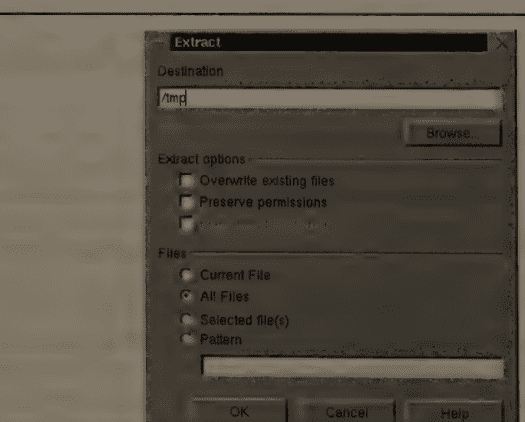 Extract
Destination
/tmp
Browse...
Extract options
Overwrite existing files
Preserve permissions
Files
Current File
All Files
Selected file(s)
Pattern
OK
Cancel
Help